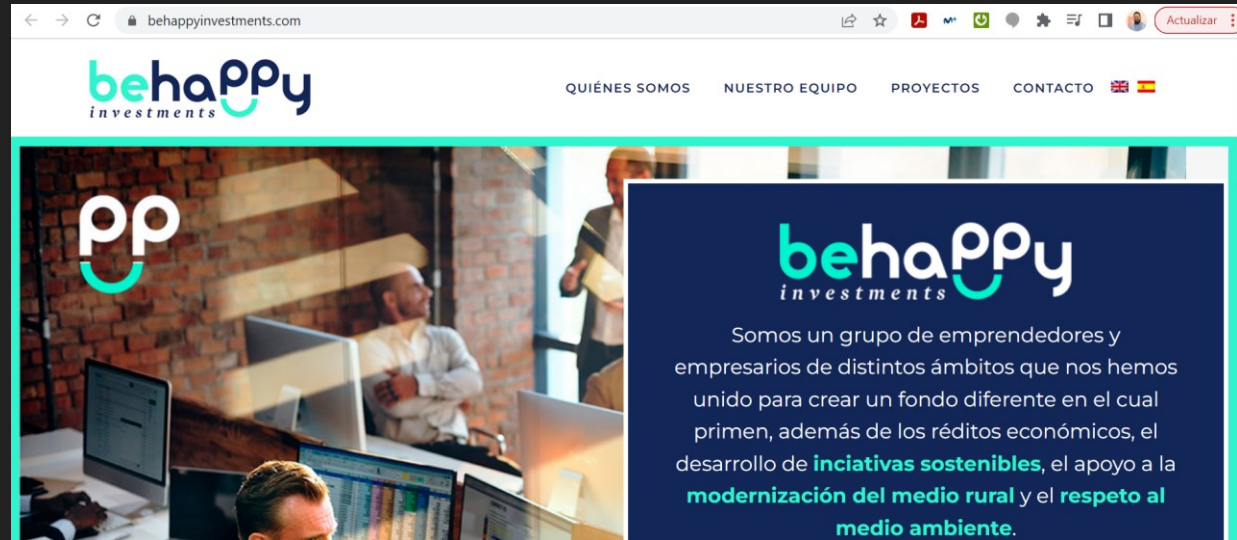 behappyinvestments.com
Actualizar
behappy
investments
QUIÉNES SOMOS NUESTRO EQUIPO PROYECTOS CONTACTO
pp
behappy
investments
Somos un grupo de emprendedores y
empresarios de distintos ámbitos que nos hemos
unido para crear un fondo diferente en el cual
primen, además de los réditos económicos, el
desarrollo de inciativas sostenibles, el apoyo a la
modernización del medio rural y el respeto al
medio ambiente.